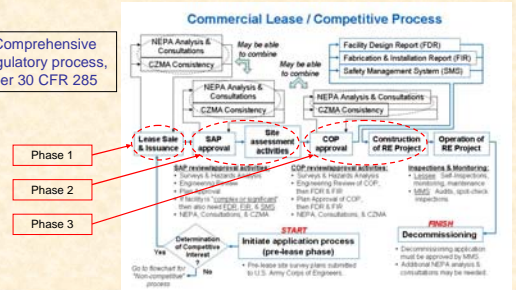 Commercial Lease / Competitive Process
Comprehensive
gulatory process,
er 30 CFR 285
NEPA Analysis &
Consultations
CZMA Consistency
May be able
to combine
NEPA Analysis &
Consultations
CZMA Consistency
May be able
to combine
Facility Design Report (FDR)
Fabrication & Installation Report (FIR)
Safety Management System (SMS)
NEPA Analysis & Consultations
CZMA Consistency
Lease Sale
& Issuance
SAP
approval
Site
assessment
activities
COP
approval
Construction
of RE Project
Operation of
RE Project
Phase 1
Phase 2
Phase 3
SAP review/approval activities:
• Surveys & Hazards Analysis
• Engineering Review
• Plan Approval
• If facility is "complex or significant"
then also need FDR, FIR, & SMS
• NEPA, Consultations, & CZMA
COP review/approval activities:
• Surveys & Hazards Analysis
• Engineering Review of COP,
then FDR & FIR
• Plan Approval of COP,
then FDR & FIR
• NEPA, Consultations, & CZMA
Inspections & Monitoring:
• Lessee: Self-Inspections,
monitoring, maintenance
• MMS: Audits, spot-check
inspections
Yes
Determination
of Competitive
Interest
?
No
Go to flowchart for
"Non-competitive"
process
START
Initiate application process
(pre-lease phase)
• Pre-lease site survey plans submitted
to U.S. Army Corps of Engineers.
FINISH
Decommissioning
• Decommissioning application
must be approved by MMS
• Additional NEPA analysis &
consultations may be needed.